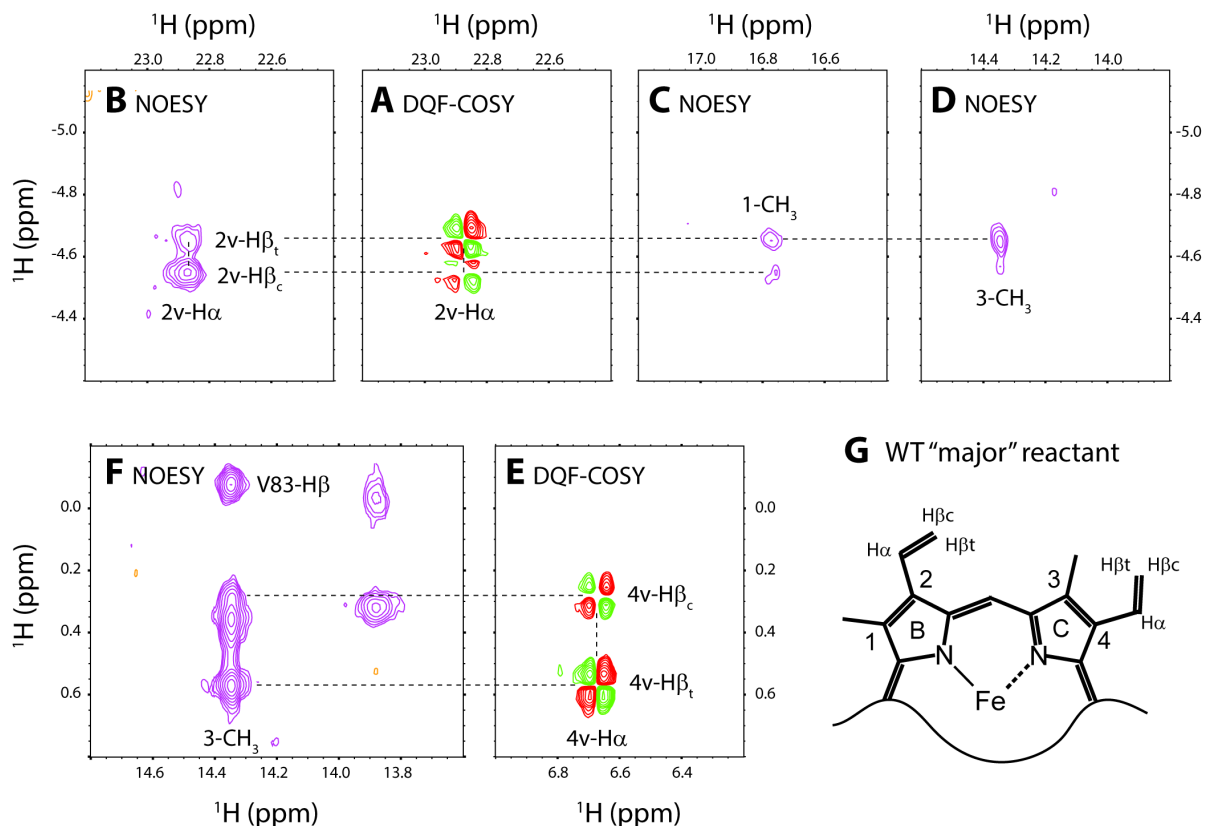 ¹H (ppm) ¹H (ppm) ¹H (ppm) ¹H (ppm)
23.0 22.8 22.6 23.0 22.8 22.6 17.0 16.8 16.6 14.4 14.2 14.0
B NOESY A DQF-COSY C NOESY D NOESY
-5.0 -5.0
-4.8 -4.8
1-CH₃
2v-Hβt
-4.6 -4.6
2v-Hβc
2v-Hα 2v-Hα 3-CH₃
-4.4 -4.4
¹H (ppm)
F NOESY E DQF-COSY
V83-Hβ
0.0 0.0
0.2 0.2
4v-Hβc
0.4 0.4
0.6 0.6
4v-Hβt
3-CH₃ 4v-Hα
14.6 14.4 14.2 14.0 13.8 6.8 6.6 6.4
¹H (ppm) ¹H (ppm)
¹H (ppm)
G WT “major” reactant
Hβc
Hα Hβt
Hβt Hβc
2 3
Hα
1 B C 4
N N
Fe